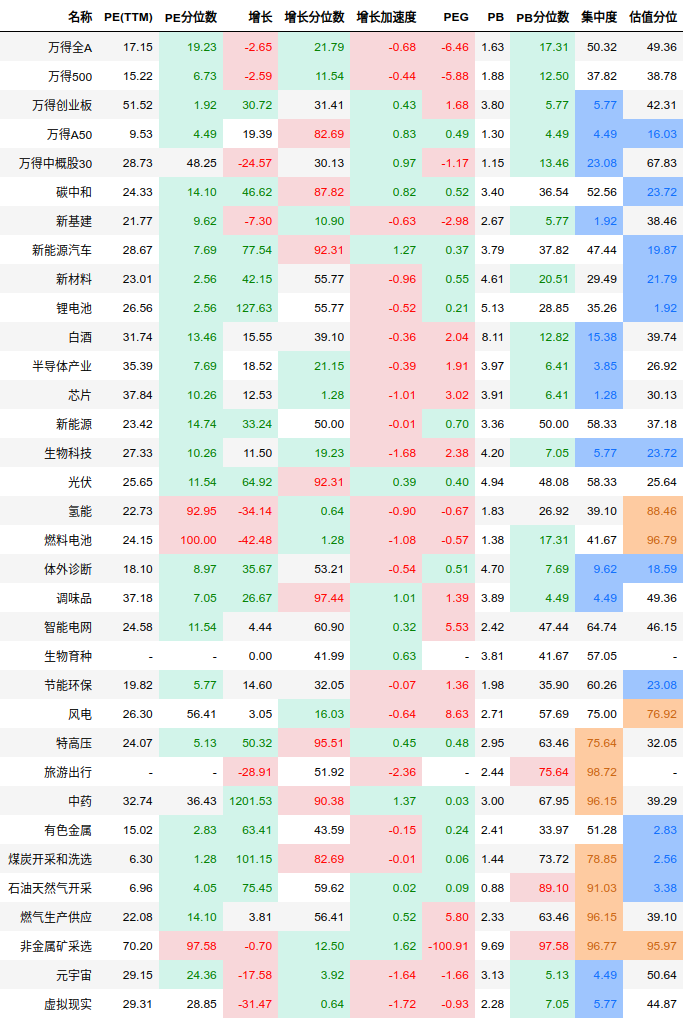 名称 PE(TTM) PE分位数 增长 增长分位数 增长加速度 PEG PB PB分位数 集中度 估值分位
万得全A 17.15 19.23 -2.65 21.79 -0.68 -6.46 1.63 17.31 50.32 49.36
万得500 15.22 6.73 -2.59 11.54 -0.44 -5.88 1.88 12.50 37.82 38.78
万得创业板 51.52 1.92 30.72 31.41 0.43 1.68 3.80 5.77 5.77 42.31
万得A50 9.53 4.49 19.39 82.69 0.83 0.49 1.30 4.49 4.49 16.03
万得中概股30 28.73 48.25 -24.57 30.13 0.97 -1.17 1.15 13.46 23.08 67.83
碳中和 24.33 14.10 46.62 87.82 0.82 0.52 3.40 36.54 52.56 23.72
新基建 21.77 9.62 -7.30 10.90 -0.63 -2.98 2.67 5.77 1.92 38.46
新能源汽车 28.67 7.69 77.54 92.31 1.27 0.37 3.79 37.82 47.44 19.87
新材料 23.01 2.56 42.15 55.77 -0.96 0.55 4.61 20.51 29.49 21.79
锂电池 26.56 2.56 127.63 55.77 -0.52 0.21 5.13 28.85 35.26 1.92
白酒 31.74 13.46 15.55 39.10 -0.36 2.04 8.11 12.82 15.38 39.74
半导体产业 35.39 7.69 18.52 21.15 -0.39 1.91 3.97 6.41 3.85 26.92
芯片 37.84 10.26 12.53 1.28 -1.01 3.02 3.91 6.41 1.28 30.13
新能源 23.42 14.74 33.24 50.00 -0.01 0.70 3.36 50.00 58.33 37.18
生物科技 27.33 10.26 11.50 19.23 -1.68 2.38 4.20 7.05 5.77 23.72
光伏 25.65 11.54 64.92 92.31 0.39 0.40 4.94 48.08 58.33 25.64
氢能 22.73 92.95 -34.14 0.64 -0.90 -0.67 1.83 26.92 39.10 88.46
燃料电池 24.15 100.00 -42.48 1.28 -1.08 -0.57 1.38 17.31 41.67 96.79
体外诊断 18.10 8.97 35.67 53.21 -0.54 0.51 4.70 7.69 9.62 18.59
调味品 37.18 7.05 26.67 97.44 1.01 1.39 3.89 4.49 4.49 49.36
智能电网 24.58 11.54 4.44 60.90 0.32 5.53 2.42 47.44 64.74 46.15
生物育种 - - 0.00 41.99 0.63 - 3.81 41.67 57.05 -
节能环保 19.82 5.77 14.60 32.05 -0.07 1.36 1.98 35.90 60.26 23.08
风电 26.30 56.41 3.05 16.03 -0.64 8.63 2.71 57.69 75.00 76.92
特高压 24.07 5.13 50.32 95.51 0.45 0.48 2.95 63.46 75.64 32.05
旅游出行 - - -28.91 51.92 -2.36 - 2.44 75.64 98.72 -
中药 32.74 36.43 1201.53 90.38 1.37 0.03 3.00 67.95 96.15 39.29
有色金属 15.02 2.83 63.41 43.59 -0.15 0.24 2.41 33.97 51.28 2.83
煤炭开采和洗选 6.30 1.28 101.15 82.69 -0.01 0.06 1.44 73.72 78.85 2.56
石油天然气开采 6.96 4.05 75.45 59.62 0.02 0.09 0.88 89.10 91.03 3.38
燃气生产供应 22.08 14.10 3.81 56.41 0.52 5.80 2.33 63.46 96.15 39.10
非金属矿采选 70.20 97.58 -0.70 12.50 1.62 -100.91 9.69 97.58 96.77 95.97
元宇宙 29.15 24.36 -17.58 3.92 -1.64 -1.66 3.13 5.13 4.49 50.64
虚拟现实 29.31 28.85 -31.47 0.64 -1.72 -0.93 2.28 7.05 5.77 44.87